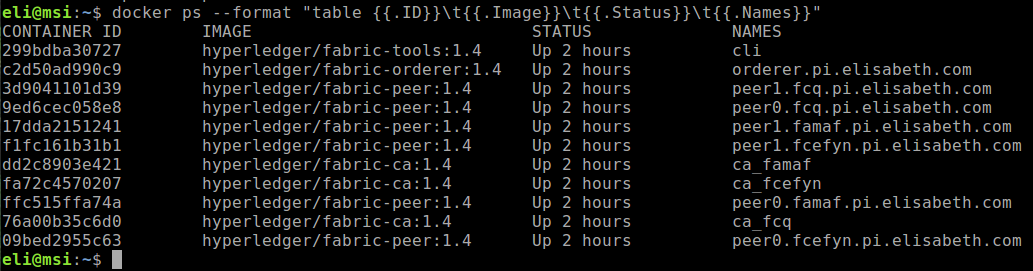 eli@msi:~$ docker ps --format "table {{.ID}}\t{{.Image}}\t{{.Status}}\t{{.Names}}"
CONTAINER ID        IMAGE                            STATUS              NAMES
299bdba30727        hyperledger/fabric-tools:1.4     Up 2 hours          cli
c2d50ad990c9        hyperledger/fabric-orderer:1.4   Up 2 hours          orderer.pi.elisabeth.com
3d9041101d39        hyperledger/fabric-peer:1.4      Up 2 hours          peer1.fcq.pi.elisabeth.com
9ed6cec058e8        hyperledger/fabric-peer:1.4      Up 2 hours          peer0.fcq.pi.elisabeth.com
17dda2151241        hyperledger/fabric-peer:1.4      Up 2 hours          peer1.famaf.pi.elisabeth.com
f1fc161b31b1        hyperledger/fabric-peer:1.4      Up 2 hours          peer1.fcefyn.pi.elisabeth.com
dd2c8903e421        hyperledger/fabric-ca:1.4        Up 2 hours          ca_famaf
fa72c4570207        hyperledger/fabric-ca:1.4        Up 2 hours          ca_fcefyn
ffc515ffa74a        hyperledger/fabric-peer:1.4      Up 2 hours          peer0.famaf.pi.elisabeth.com
76a00b35c6d0        hyperledger/fabric-ca:1.4        Up 2 hours          ca_fcq
09bed2955c63        hyperledger/fabric-peer:1.4      Up 2 hours          peer0.fcefyn.pi.elisabeth.com
eli@msi:~$